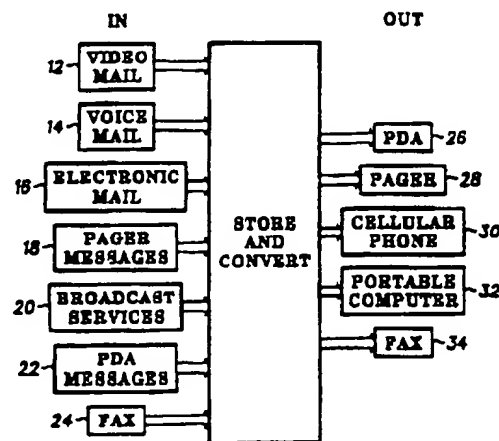 IN
OUT
12
VIDEO
MAIL
14
VOICE
MAIL
16
ELECTRONIC
MAIL
18
PAGER
MESSAGES
20
BROADCAST
SERVICES
22
PDA
MESSAGES
24
FAX
STORE
AND
CONVERT
PDA
26
PAGER
28
CELLULAR
PHONE
30
PORTABLE
COMPUTER
32
FAX
34